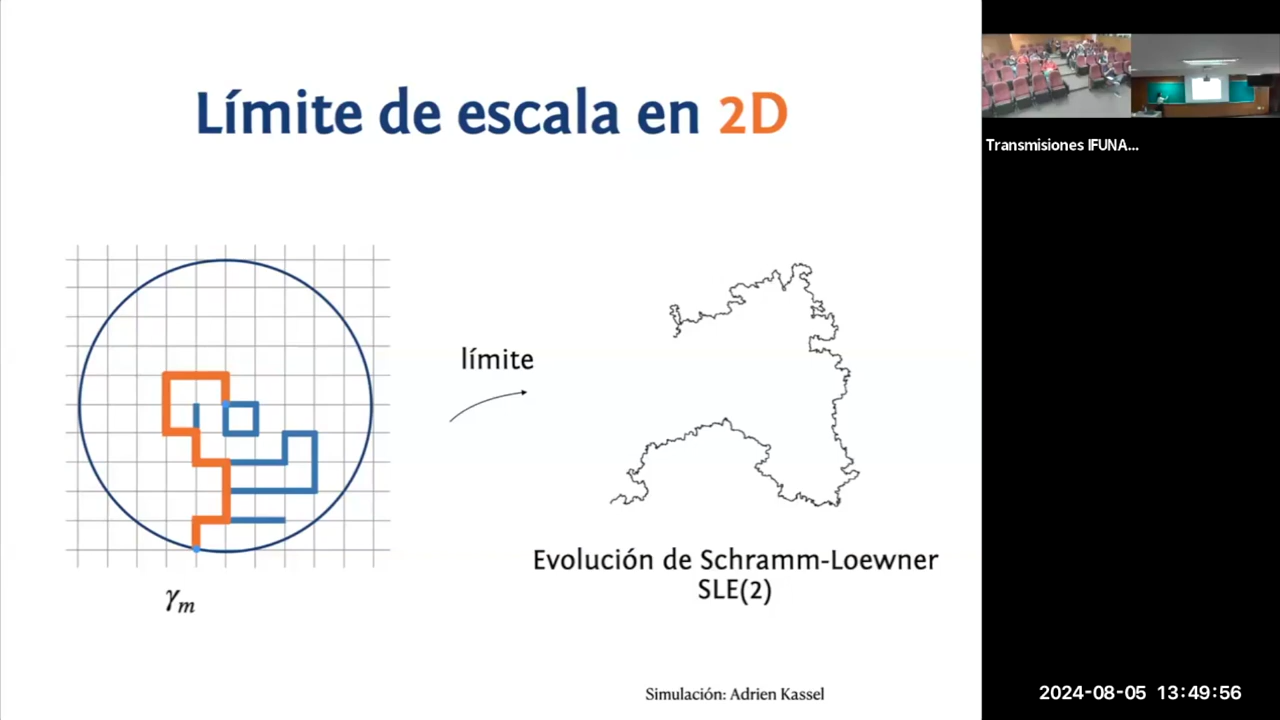 Límite de escala en 2D
límite
Evolución de Schramm-Loewner
SLE(2)
γm
Simulación: Adrien Kassel
Transmisiones IFUNA...
2024-08-05 13:49:56